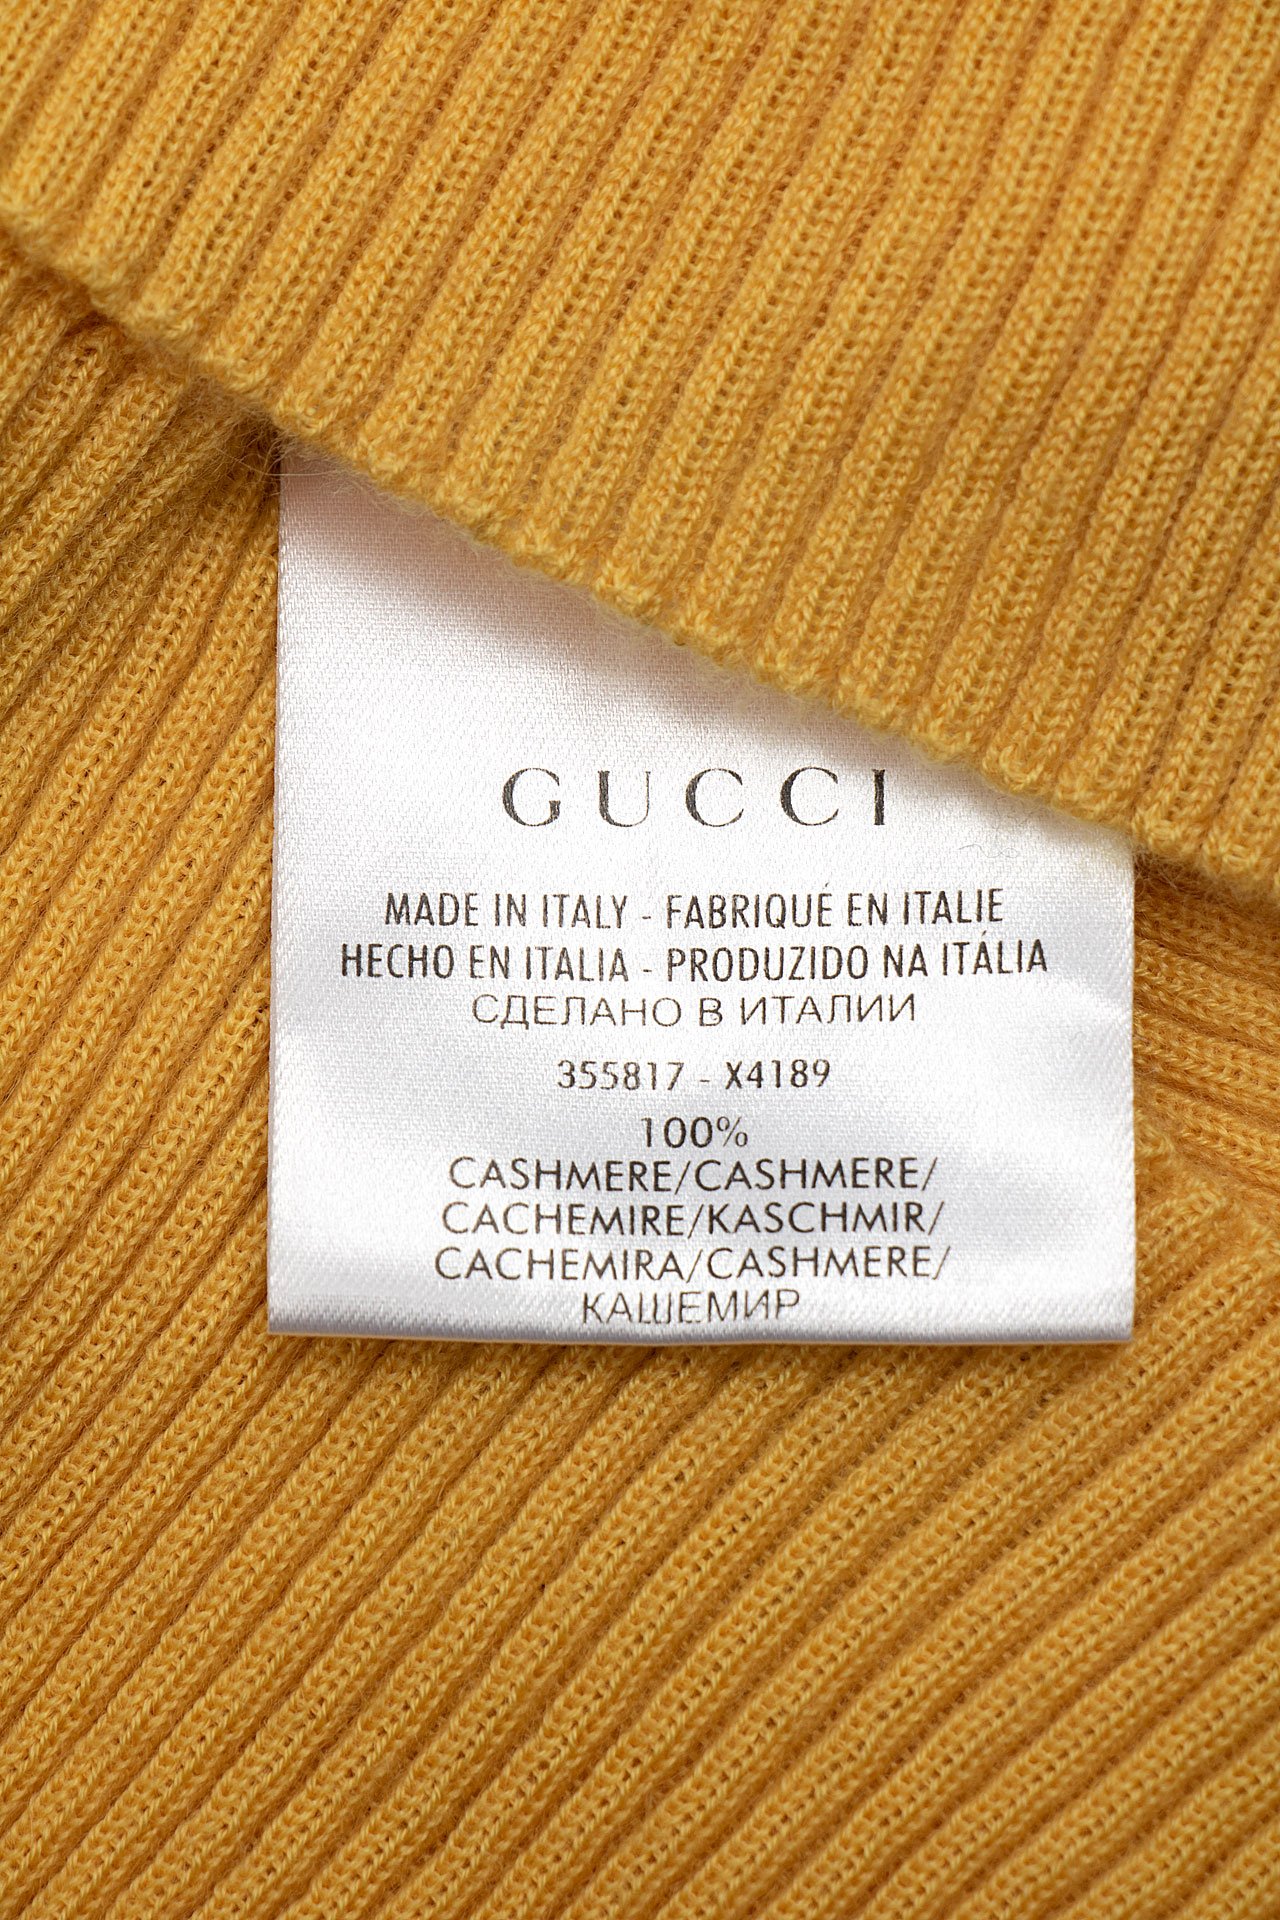 GUCCI
MADE IN ITALY - FABRIQUÉ EN ITALIE
HECHO EN ITALIA - PRODUZIDO NA ITÁLIA
СДЕЛАНО В ИТАЛИИ
355817 - X4189
100%
CASHMERE/CASHMERE/
CACHEMIRE/KASCHMIR/
CACHEMIRA/CASHMERE/
КАШЕМИР